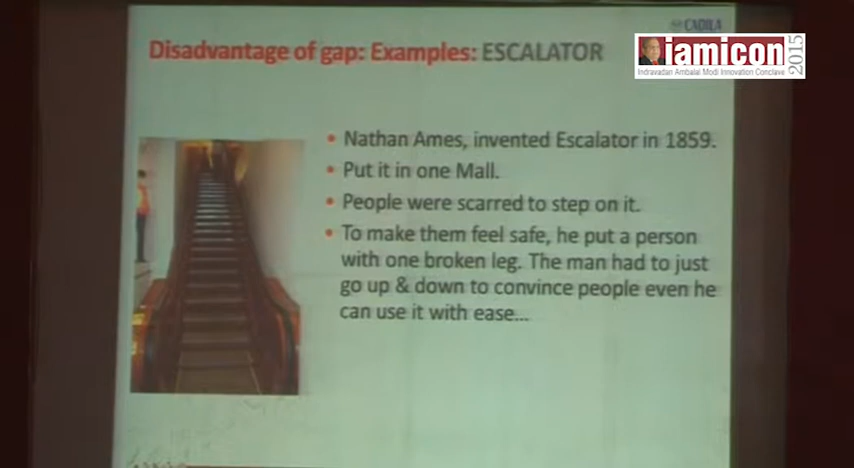 CADILA
iamicon
2015
Indravadan Ambalal Modi Innovation Conclave
Disadvantage of gap: Examples: ESCALATOR
• Nathan Ames, invented Escalator in 1859.
• Put it in one Mall.
• People were scarred to step on it.
• To make them feel safe, he put a person
with one broken leg. The man had to just
go up & down to convince people even he
can use it with ease...